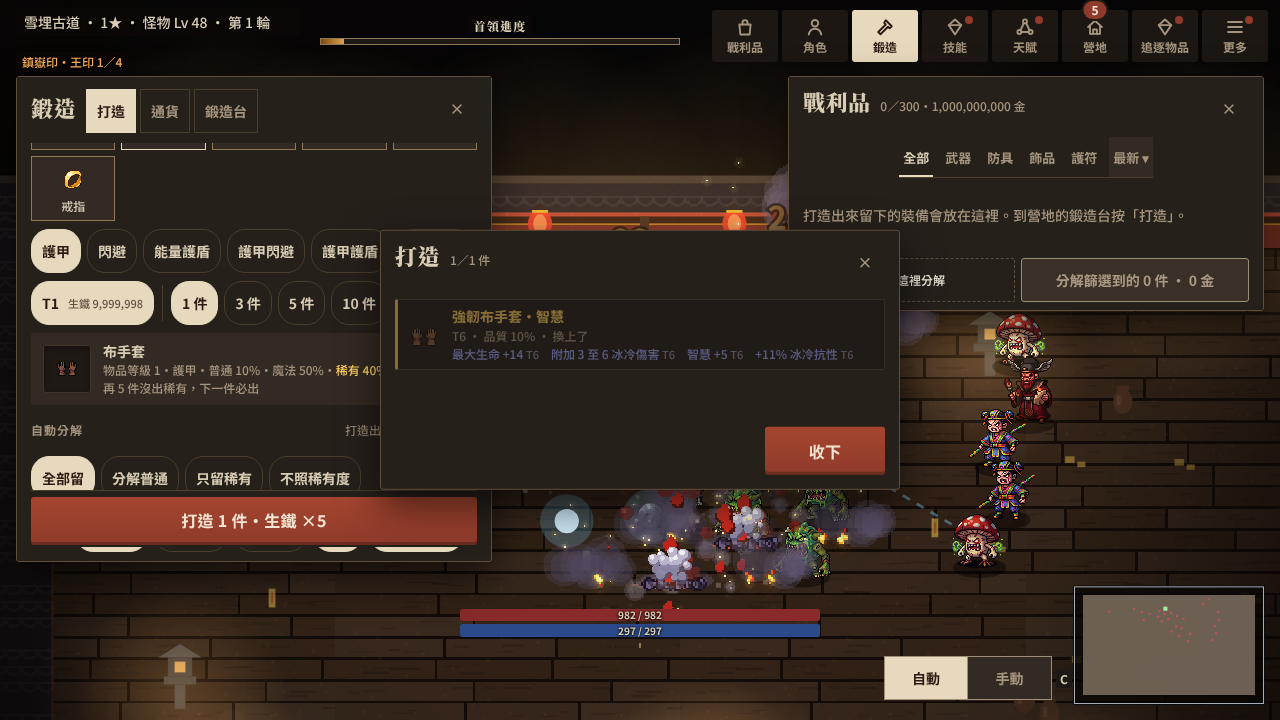 雪埋古道 · 1★ · 怪物 Lv 48 · 第 1 輪
首領進度
戰利品
角色
鍛造
技能
天賦
5
營地
追逐物品
更多
鎮嶽印·王印 1／4
鍛造
打造
通貨
鍛造台
戒指
護甲
閃避
能量護盾
護甲閃避
護甲護盾
T1 生鐵 9,999,998
1 件
3 件
5 件
10 件
布手套
物品等級 1·護甲·普通 10%·魔法 50%·稀有 40%
再 5 件沒出稀有，下一件必出
自動分解
打造出
全部留
分解普通
只留稀有
不照稀有度
打造 1 件·生鐵 ×5
戰利品 0/300·1,000,000,000 金
全部
武器
防具
飾品
護符
最新 ▾
打造出來留下的裝備會放在這裡。到營地的鍛造台按「打造」。
這裡分解
分解篩選到的 0 件 · 0 金
2
打造 1／1 件
強韌布手套·智慧
T6 · 品質 10% · 換上了
最大生命 +14 T6 附加 3 至 6 冰冷傷害 T6 智慧 +5 T6 +11% 冰冷抗性 T6
收下
982 / 982
297 / 297
自動
手動
C